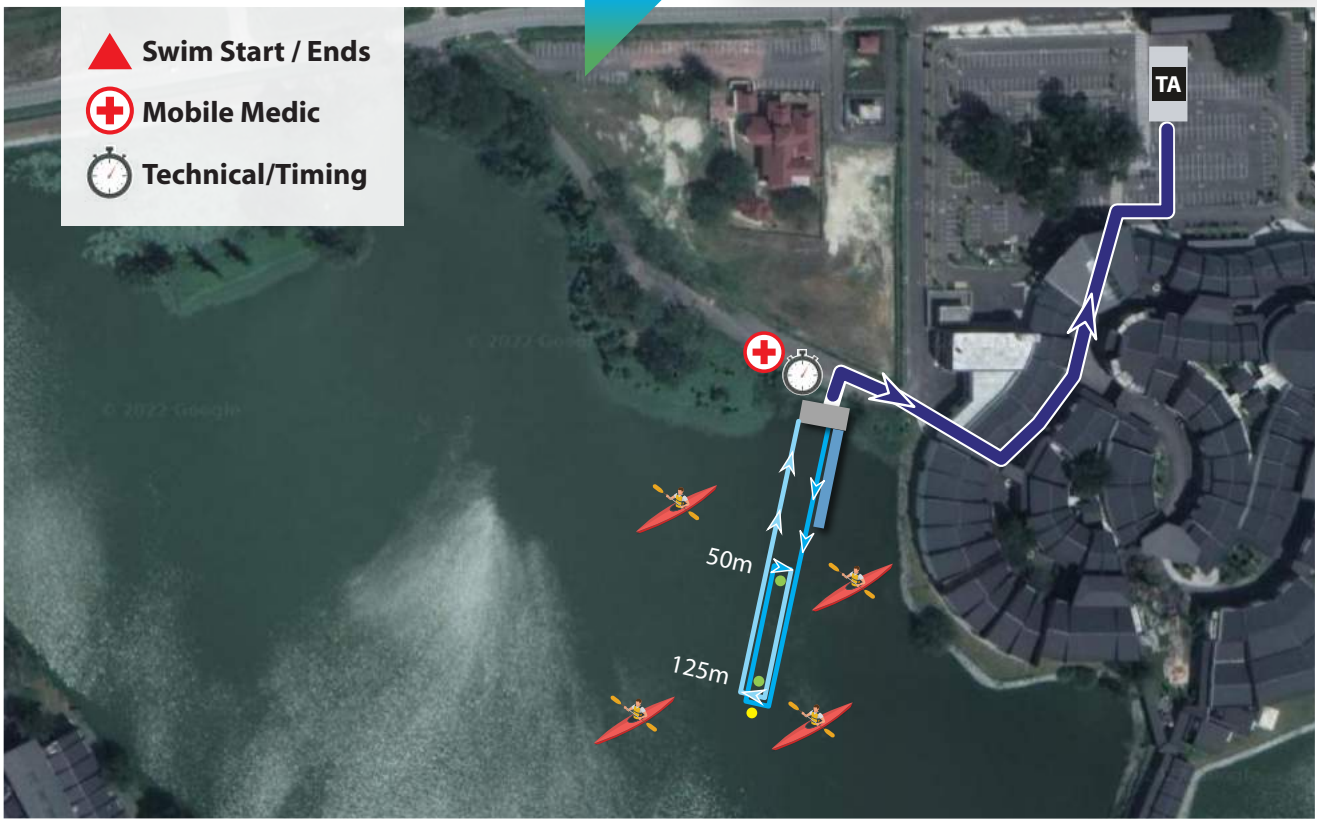 Swim Start / Ends
Mobile Medic
Technical/Timing
TA
© 2022 Google
© 2022 Google
50m
125m